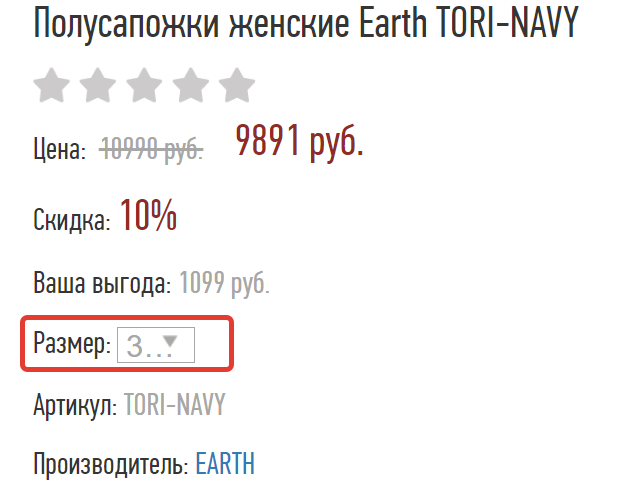 Полусапожки женские Earth TORI-NAVY
Цена: 10990 руб. 9891 руб.
Скидка: 10%
Ваша выгода: 1099 руб.
Размер: 3...
Артикул: TORI-NAVY
Производитель: EARTH